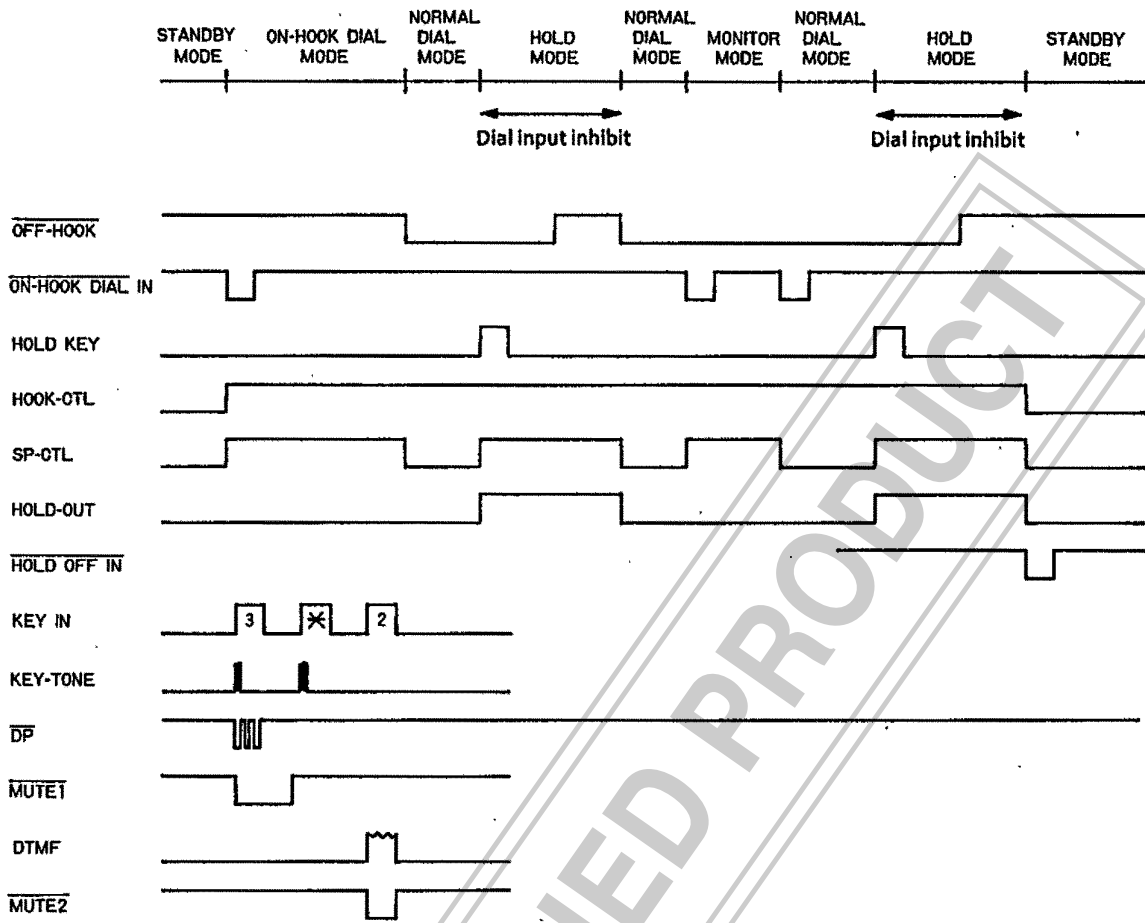 STANDBY MODE
ON-HOOK DIAL MODE
NORMAL DIAL MODE
HOLD MODE
NORMAL DIAL MODE
MONITOR MODE
NORMAL DIAL MODE
HOLD MODE
STANDBY MODE
Dial input inhibit
Dial input inhibit
OFF-HOOK
ON-HOOK DIAL IN
HOLD KEY
HOOK-CTL
SP-CTL
HOLD-OUT
HOLD OFF IN
KEY IN
3
*
2
KEY-TONE
DP
MUTE1
DTMF
MUTE2
NED PRODUCT